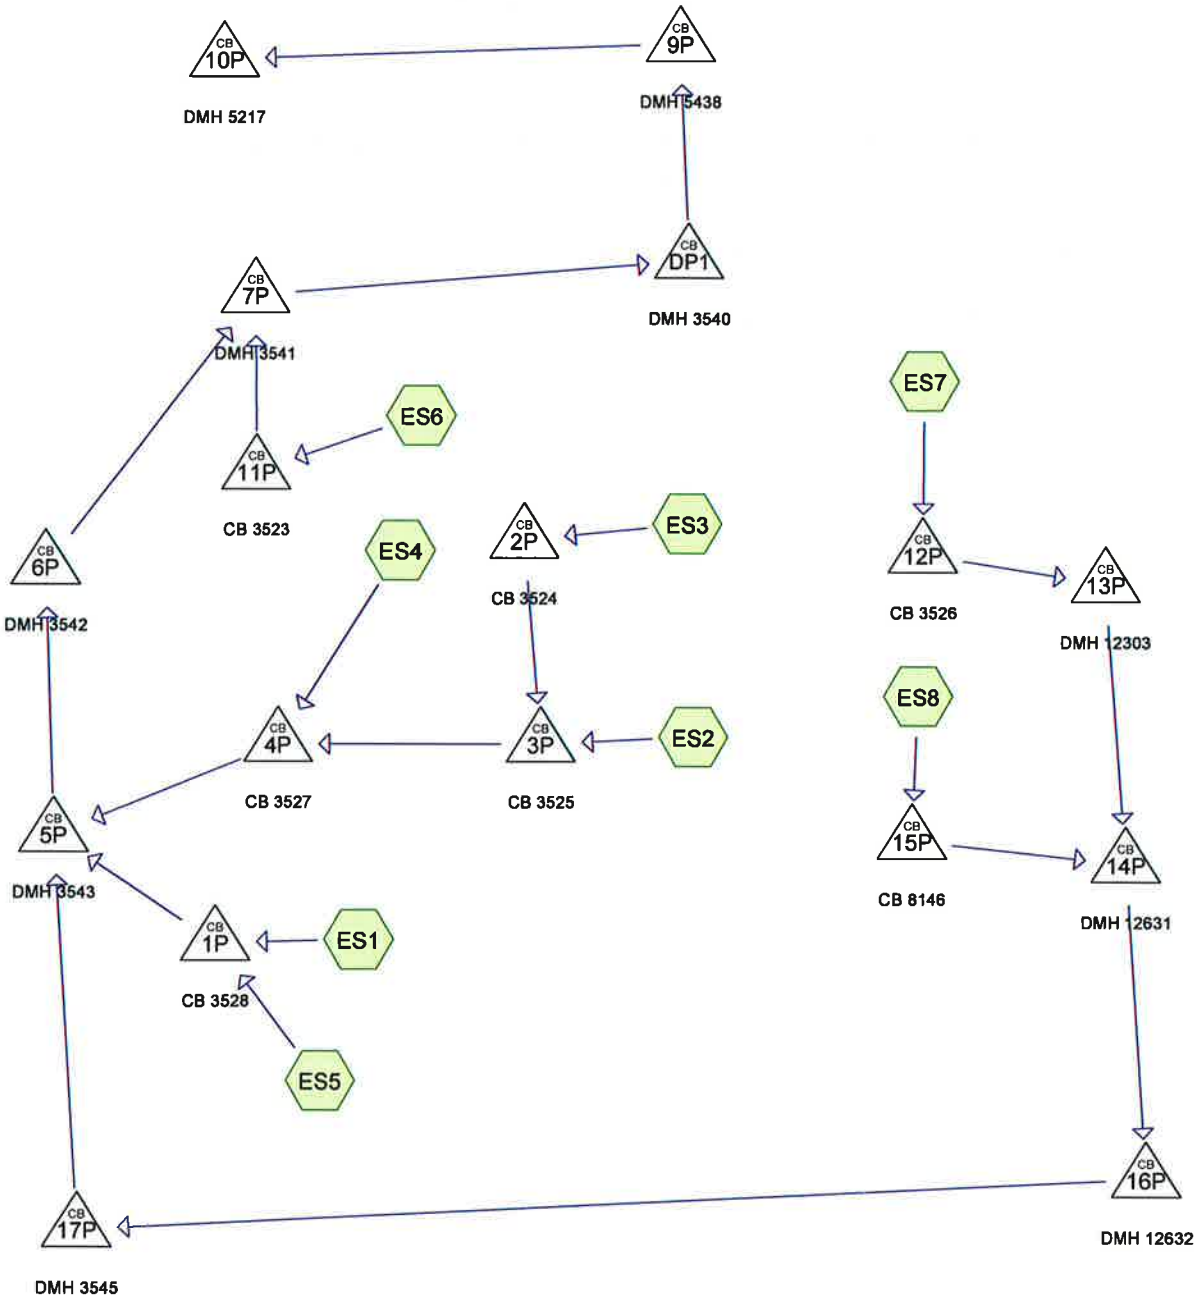 CB
10P
DMH 5217
CB
9P
DMH 5438
CB
DP1
DMH 3540
CB
7P
DMH 3541
ES6
CB
11P
CB 3523
ES7
CB
12P
CB 3526
CB
13P
DMH 12303
ES3
CB
2P
CB 3524
ES4
CB
6P
DMH 3542
CB
4P
CB 3527
CB
3P
CB 3525
ES2
ES8
CB
15P
CB 8146
CB
14P
DMH 12631
CB
5P
DMH 3543
CB
1P
CB 3528
ES1
ES5
CB
16P
DMH 12632
CB
17P
DMH 3545